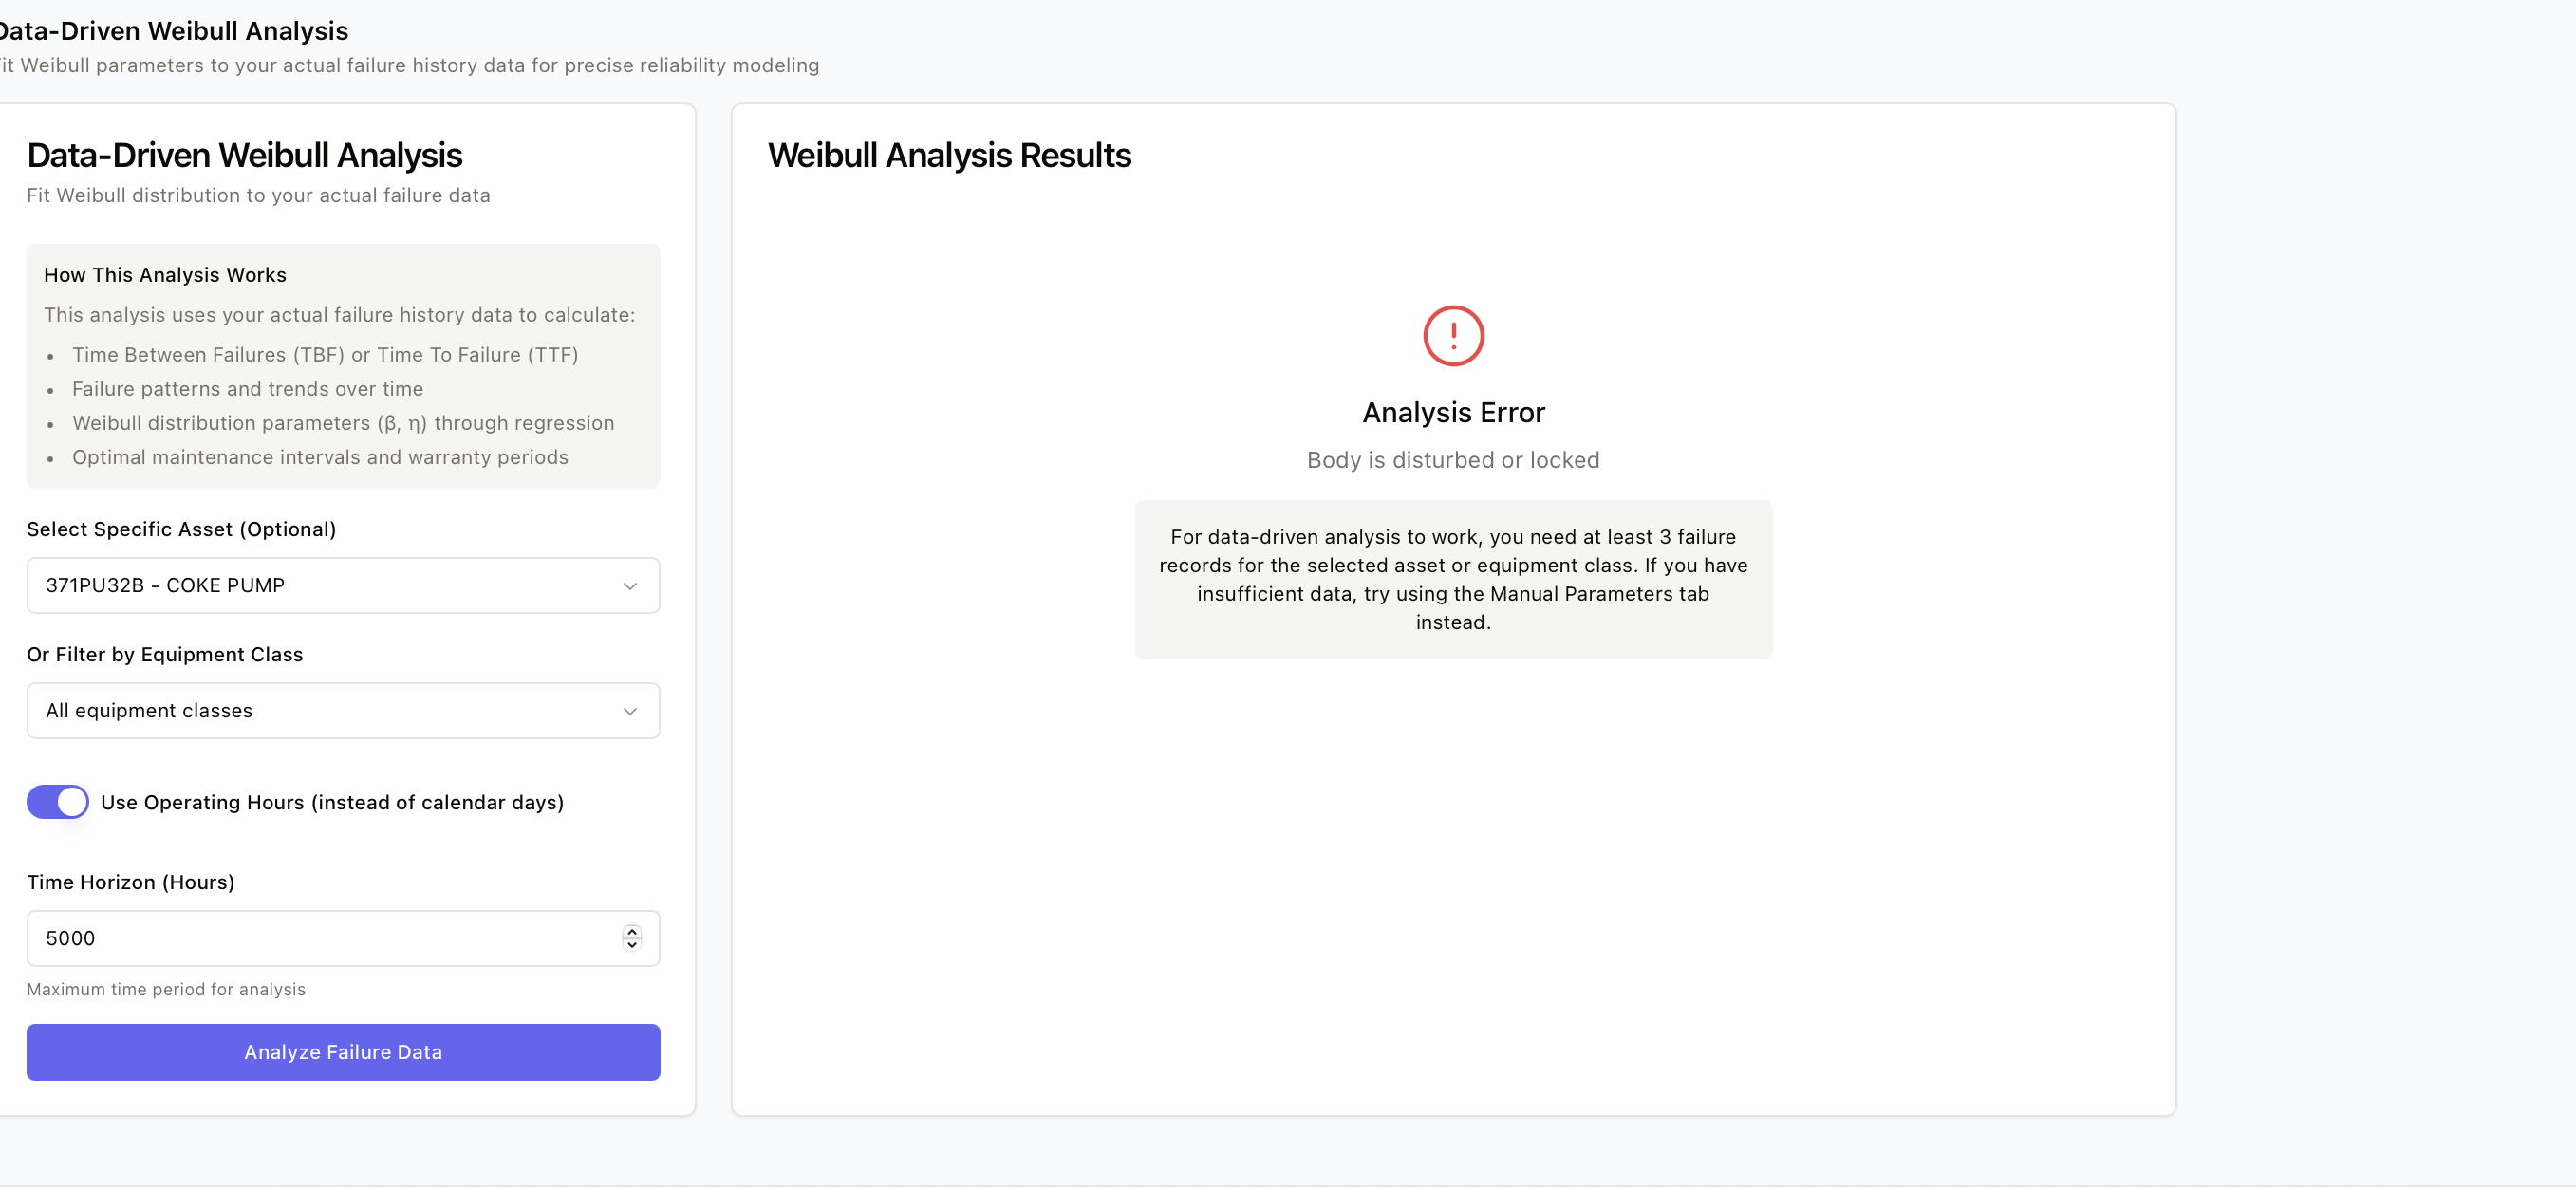 Data-Driven Weibull Analysis
Fit Weibull parameters to your actual failure history data for precise reliability modeling
Data-Driven Weibull Analysis
Fit Weibull distribution to your actual failure data
How This Analysis Works
This analysis uses your actual failure history data to calculate:
• Time Between Failures (TBF) or Time To Failure (TTF)
• Failure patterns and trends over time
• Weibull distribution parameters (β, η) through regression
• Optimal maintenance intervals and warranty periods
Select Specific Asset (Optional)
371PU32B - COKE PUMP
Or Filter by Equipment Class
All equipment classes
Use Operating Hours (instead of calendar days)
Time Horizon (Hours)
5000
Maximum time period for analysis
Analyze Failure Data
Weibull Analysis Results
Analysis Error
Body is disturbed or locked
For data-driven analysis to work, you need at least 3 failure
records for the selected asset or equipment class. If you have
insufficient data, try using the Manual Parameters tab
instead.